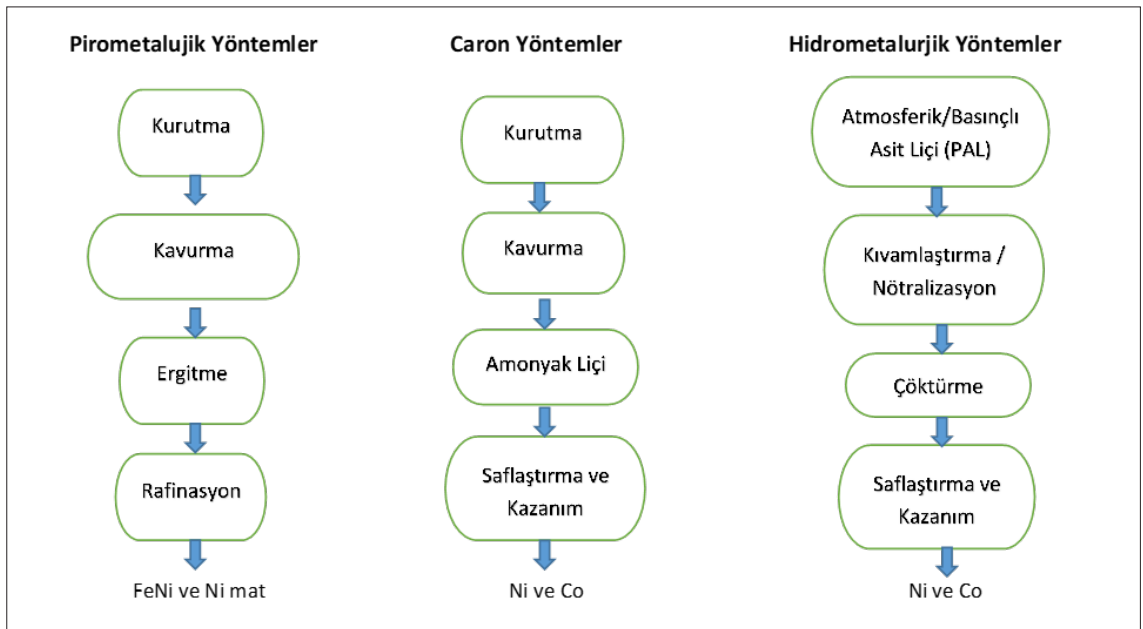 Pirometalujik Yöntemler
Kurutma
Kavurma
Ergitme
Rafinasyon
FeNi ve Ni mat
Caron Yöntemler
Kurutma
Kavurma
Amonyak Liçi
Saflaştırma ve
Kazanım
Ni ve Co
Hidrometalurjik Yöntemler
Atmosferik/Basınçlı
Asit Liçi (PAL)
Kıvamlaştırma /
Nötralizasyon
Çöktürme
Saflaştırma ve
Kazanım
Ni ve Co